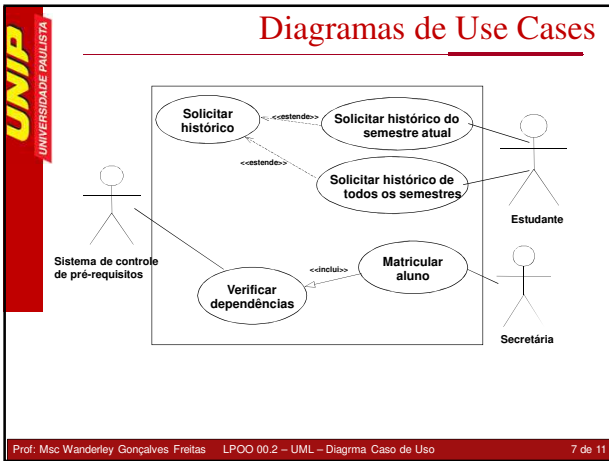 Diagramas de Use Cases
UNIP
UNIVERSIDADE PAULISTA
Solicitar
histórico
<<estende>>
Solicitar histórico do
semestre atual
<<estende>>
Solicitar histórico de
todos os semestres
Estudante
Sistema de controle
de pré-requisitos
Verificar
dependências
<<inclui>>
Matricular
aluno
Secretária
Prof: Msc Wanderley Gonçalves Freitas LPOO 00.2 – UML – Diagrma Caso de Uso 7 de 11